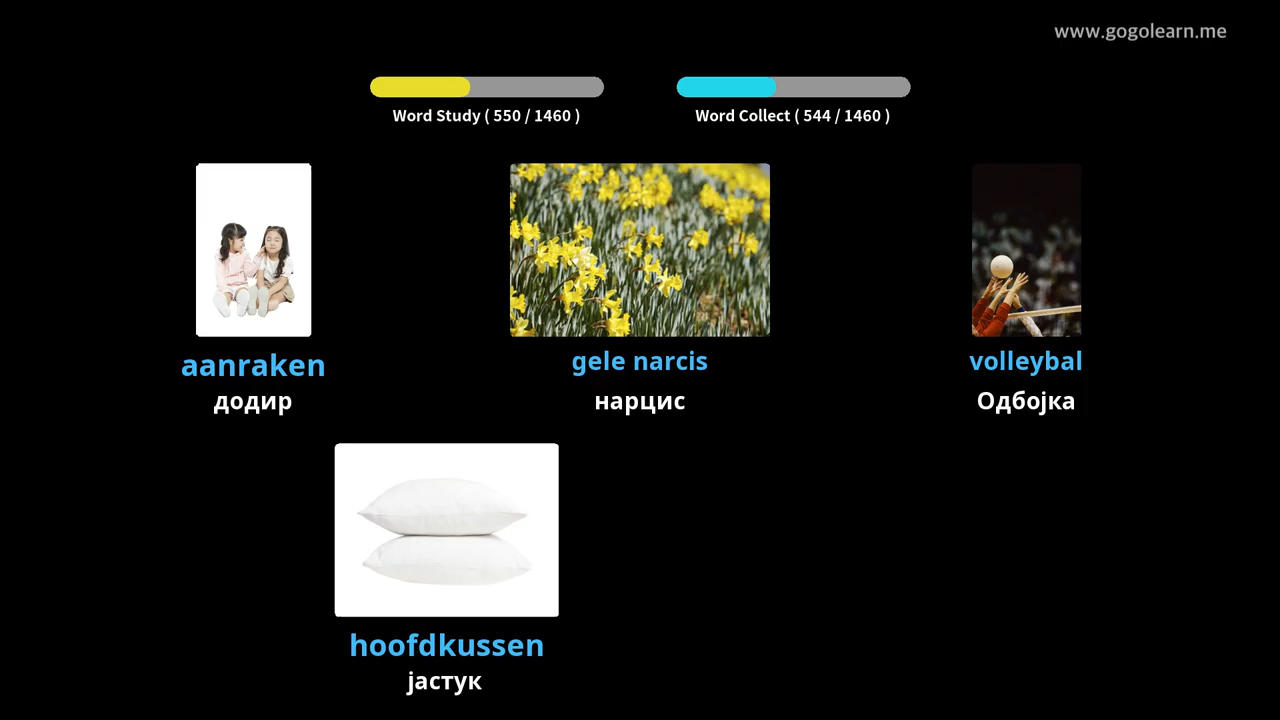 www.gogolearn.me
Word Study ( 550 / 1460 )
Word Collect ( 544 / 1460 )
aanraken
gele narcis
volleybal
додир
нарцис
Одбојка
hoofdkussen
јастук